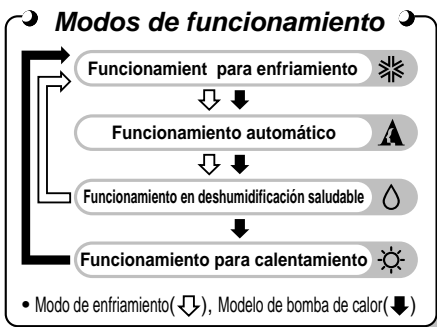 Modos de funcionamiento
Funcionamient para enfriamiento
Funcionamiento automático
Funcionamiento en deshumidificación saludable
Funcionamiento para calentamiento
• Modo de enfriamiento(⇩), Modelo de bomba de calor(⬇)